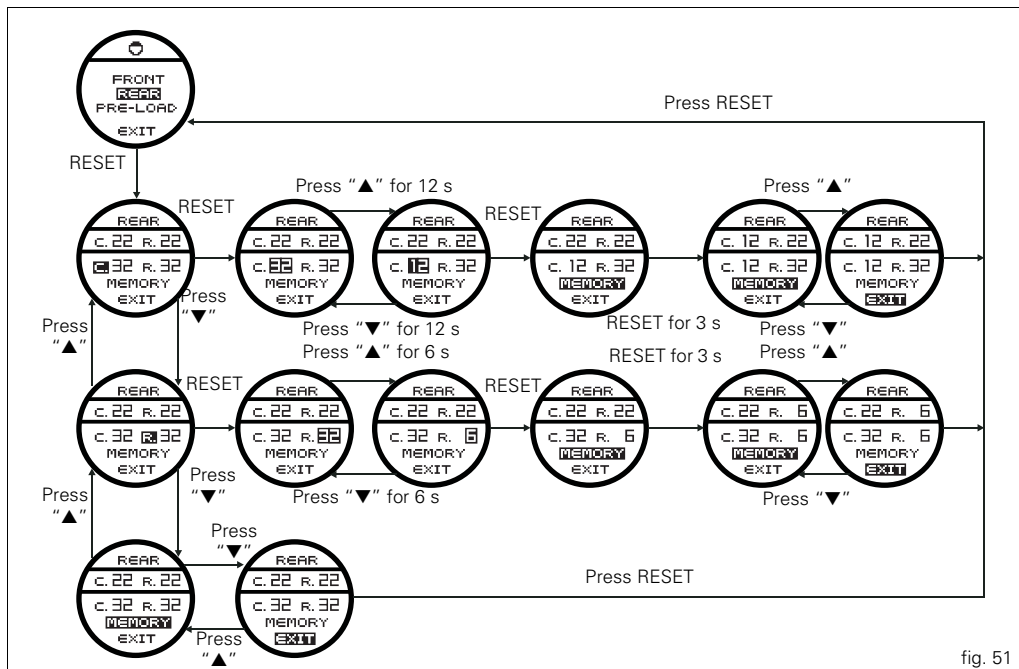 FRONT
REAR
PRE-LOAD
EXIT
Press RESET
RESET
Press "▲" for 12 s
Press "▲"
RESET
RESET
REAR
C. 22 R. 22
C. 32 R. 32
MEMORY
EXIT
REAR
C. 22 R. 22
C. 32 R. 32
MEMORY
EXIT
REAR
C. 22 R. 22
C. 12 R. 32
MEMORY
EXIT
REAR
C. 22 R. 22
C. 12 R. 32
MEMORY
EXIT
REAR
C. 12 R. 22
C. 12 R. 32
MEMORY
EXIT
REAR
C. 12 R. 22
C. 12 R. 32
MEMORY
EXIT
Press
"▲"
Press
"▼"
Press "▼" for 12 s
RESET for 3 s
Press "▼"
Press "▲" for 6 s
RESET for 3 s
Press "▲"
RESET
RESET
REAR
C. 22 R. 22
C. 32 R. 32
MEMORY
EXIT
REAR
C. 22 R. 22
C. 32 R. 32
MEMORY
EXIT
REAR
C. 22 R. 22
C. 32 R. 6
MEMORY
EXIT
REAR
C. 22 R. 22
C. 32 R. 6
MEMORY
EXIT
REAR
C. 22 R. 6
C. 32 R. 6
MEMORY
EXIT
REAR
C. 22 R. 6
C. 32 R. 6
MEMORY
EXIT
Press
"▲"
Press
"▼"
Press "▼" for 6 s
Press "▼"
Press
"▼"
REAR
C. 22 R. 22
C. 32 R. 32
MEMORY
EXIT
REAR
C. 22 R. 22
C. 32 R. 32
MEMORY
EXIT
Press RESET
Press
"▲"
fig. 51